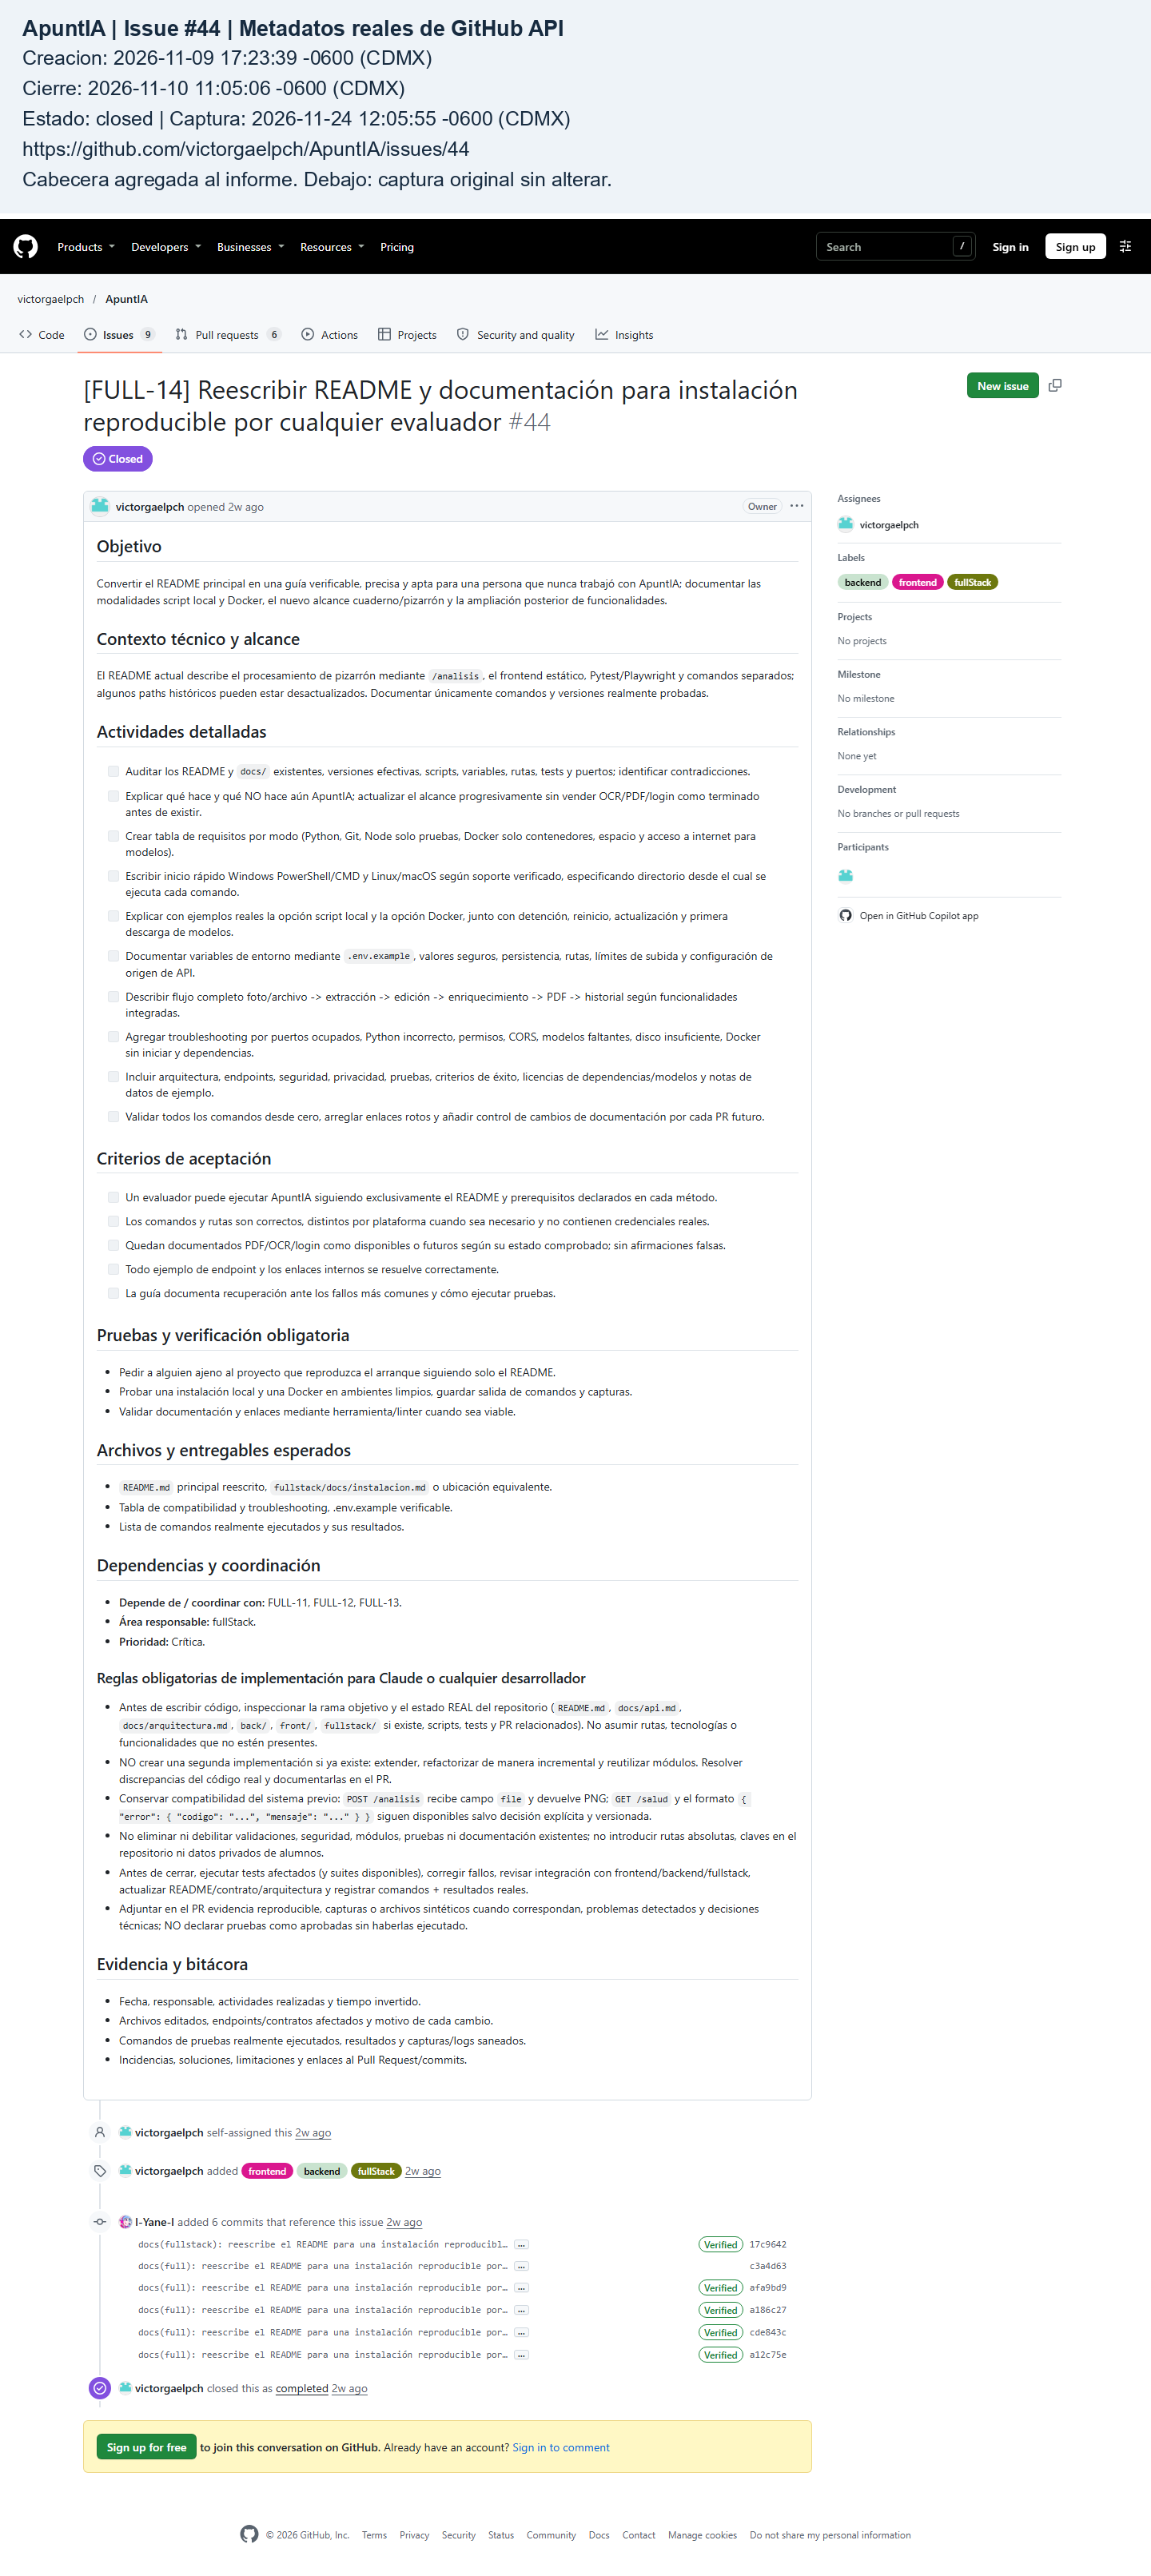 ApuntIA | Issue #44 | Metadatos reales de GitHub API
Creacion: 2026-11-09 17:23:39 -0600 (CDMX)
Cierre: 2026-11-10 11:05:06 -0600 (CDMX)
Estado: closed | Captura: 2026-11-24 12:05:55 -0600 (CDMX)
https://github.com/victorgaelpch/ApuntIA/issues/44
Cabecera agregada al informe. Debajo: captura original sin alterar.
Products Developers Businesses Resources Pricing Search / Sign in Sign up
victorgaelpch / ApuntIA
Code Issues 9 Pull requests 6 Actions Projects Security and quality Insights
[FULL-14] Reescribir README y documentación para instalación
reproducible por cualquier evaluador #44
New issue
Closed
victorgaelpch opened 2w ago Owner ...
Objetivo
Convertir el README principal en una guía verificable, precisa y apta para una persona que nunca trabajó con ApuntIA; documentar las
modalidades script local y Docker, el nuevo alcance cuaderno/pizarrón y la ampliación posterior de funcionalidades.
Contexto técnico y alcance
El README actual describe el procesamiento de pizarrón mediante /analisis, el frontend estático, Pytest/Playwright y comandos separados;
algunos paths históricos pueden estar desactualizados. Documentar únicamente comandos y versiones realmente probadas.
Actividades detalladas
Auditar los README y docs/ existentes, versiones efectivas, scripts, variables, rutas, tests y puertos; identificar contradicciones.
Explicar qué hace y qué NO hace aún ApuntIA; actualizar el alcance progresivamente sin vender OCR/PDF/login como terminado
antes de existir.
Crear tabla de requisitos por modo (Python, Git, Node solo pruebas, Docker solo contenedores, espacio y acceso a internet para
modelos).
Escribir inicio rápido Windows PowerShell/CMD y Linux/macOS según soporte verificado, especificando directorio desde el cual se
ejecuta cada comando.
Explicar con ejemplos reales la opción script local y la opción Docker, junto con detención, reinicio, actualización y primera
descarga de modelos.
Documentar variables de entorno mediante .env.example, valores seguros, persistencia, rutas, límites de subida y configuración de
origen de API.
Describir flujo completo foto/archivo -> extracción -> edición -> enriquecimiento -> PDF -> historial según funcionalidades
integradas.
Agregar troubleshooting por puertos ocupados, Python incorrecto, permisos, CORS, modelos faltantes, disco insuficiente, Docker
sin iniciar y dependencias.
Incluir arquitectura, endpoints, seguridad, privacidad, pruebas, criterios de éxito, licencias de dependencias/modelos y notas de
datos de ejemplo.
Validar todos los comandos desde cero, arreglar enlaces rotos y añadir control de cambios de documentación por cada PR futuro.
Criterios de aceptación
Un evaluador puede ejecutar ApuntIA siguiendo exclusivamente el README y prerequisitos declarados en cada método.
Los comandos y rutas son correctos, distintos por plataforma cuando sea necesario y no contienen credenciales reales.
Quedan documentados PDF/OCR/login como disponibles o futuros según su estado comprobado; sin afirmaciones falsas.
Todo ejemplo de endpoint y los enlaces internos se resuelve correctamente.
La guía documenta recuperación ante los fallos más comunes y cómo ejecutar pruebas.
Pruebas y verificación obligatoria
• Pedir a alguien ajeno al proyecto que reproduzca el arranque siguiendo solo el README.
• Probar una instalación local y una Docker en ambientes limpios, guardar salida de comandos y capturas.
• Validar documentación y enlaces mediante herramienta/linter cuando sea viable.
Archivos y entregables esperados
• README.md principal reescrito, fullstack/docs/instalacion.md o ubicación equivalente.
• Tabla de compatibilidad y troubleshooting, .env.example verificable.
• Lista de comandos realmente ejecutados y sus resultados.
Dependencias y coordinación
• Depende de / coordinar con: FULL-11, FULL-12, FULL-13.
• Área responsable: fullStack.
• Prioridad: Crítica.
Reglas obligatorias de implementación para Claude o cualquier desarrollador
• Antes de escribir código, inspeccionar la rama objetivo y el estado REAL del repositorio (README.md, docs/api.md,
docs/arquitectura.md, back/, front/, fullstack/ si existe, scripts, tests y PR relacionados). No asumir rutas, tecnologías o
funcionalidades que no estén presentes.
• NO crear una segunda implementación si ya existe: extender, refactorizar de manera incremental y reutilizar módulos. Resolver
discrepancias del código real y documentarlas en el PR.
• Conservar compatibilidad del sistema previo: POST /analisis recibe campo file y devuelve PNG; GET /salud y el formato {
"error": { "codigo": "...", "mensaje": "..." } } siguen disponibles salvo decisión explícita y versionada.
• No eliminar ni debilitar validaciones, seguridad, módulos, pruebas ni documentación existentes; no introducir rutas absolutas, claves en el
repositorio ni datos privados de alumnos.
• Antes de cerrar, ejecutar tests afectados (y suites disponibles), corregir fallos, revisar integración con frontend/backend/fullstack,
actualizar README/contrato/arquitectura y registrar comandos + resultados reales.
• Adjuntar en el PR evidencia reproducible, capturas o archivos sintéticos cuando correspondan, problemas detectados y decisiones
técnicas; NO declarar pruebas como aprobadas sin haberlas ejecutado.
Evidencia y bitácora
• Fecha, responsable, actividades realizadas y tiempo invertido.
• Archivos editados, endpoints/contratos afectados y motivo de cada cambio.
• Comandos de pruebas realmente ejecutados, resultados y capturas/logs saneados.
• Incidencias, soluciones, limitaciones y enlaces al Pull Request/commits.
victorgaelpch self-assigned this 2w ago
victorgaelpch added frontend backend fullStack 2w ago
I-Yane-I added 6 commits that reference this issue 2w ago
docs(fullstack): reescribe el README para una instalación reproducibl… ... Verified 17c9642
docs(full): reescribe el README para una instalación reproducible por… ... c3a4d63
docs(full): reescribe el README para una instalación reproducible por… ... Verified afa9bd9
docs(full): reescribe el README para una instalación reproducible por… ... Verified a186c27
docs(full): reescribe el README para una instalación reproducible por… ... Verified cde843c
docs(full): reescribe el README para una instalación reproducible por… ... Verified a12c75e
victorgaelpch closed this as completed 2w ago
Sign up for free to join this conversation on GitHub. Already have an account? Sign in to comment
Assignees
victorgaelpch
Labels
backend frontend fullStack
Projects
No projects
Milestone
No milestone
Relationships
None yet
Development
No branches or pull requests
Participants
Open in GitHub Copilot app
© 2026 GitHub, Inc. Terms Privacy Security Status Community Docs Contact Manage cookies Do not share my personal information